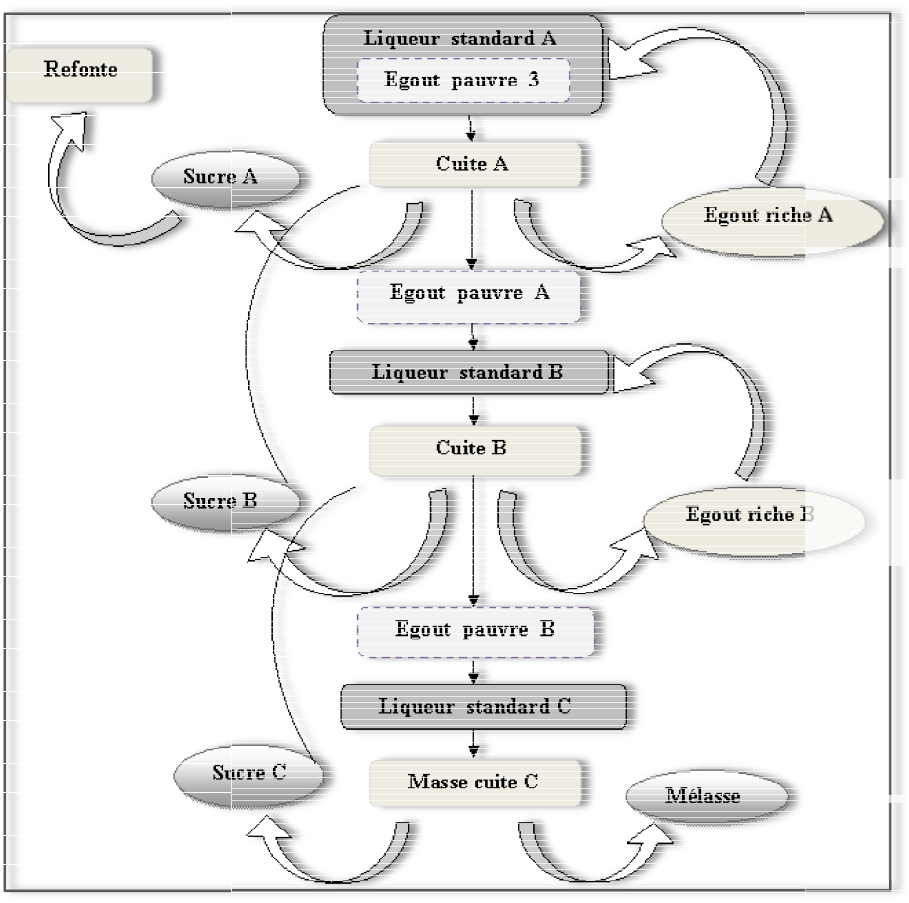 Liqueur standard A
Refonte
Egout pauvre 3
Cuite A
Sucre A
Egout riche A
Egout pauvre A
Liqueur standard B
Cuite B
Sucre B
Egout riche B
Egout pauvre B
Liqueur standard C
Sucre C
Masse cuite C
Mélasse